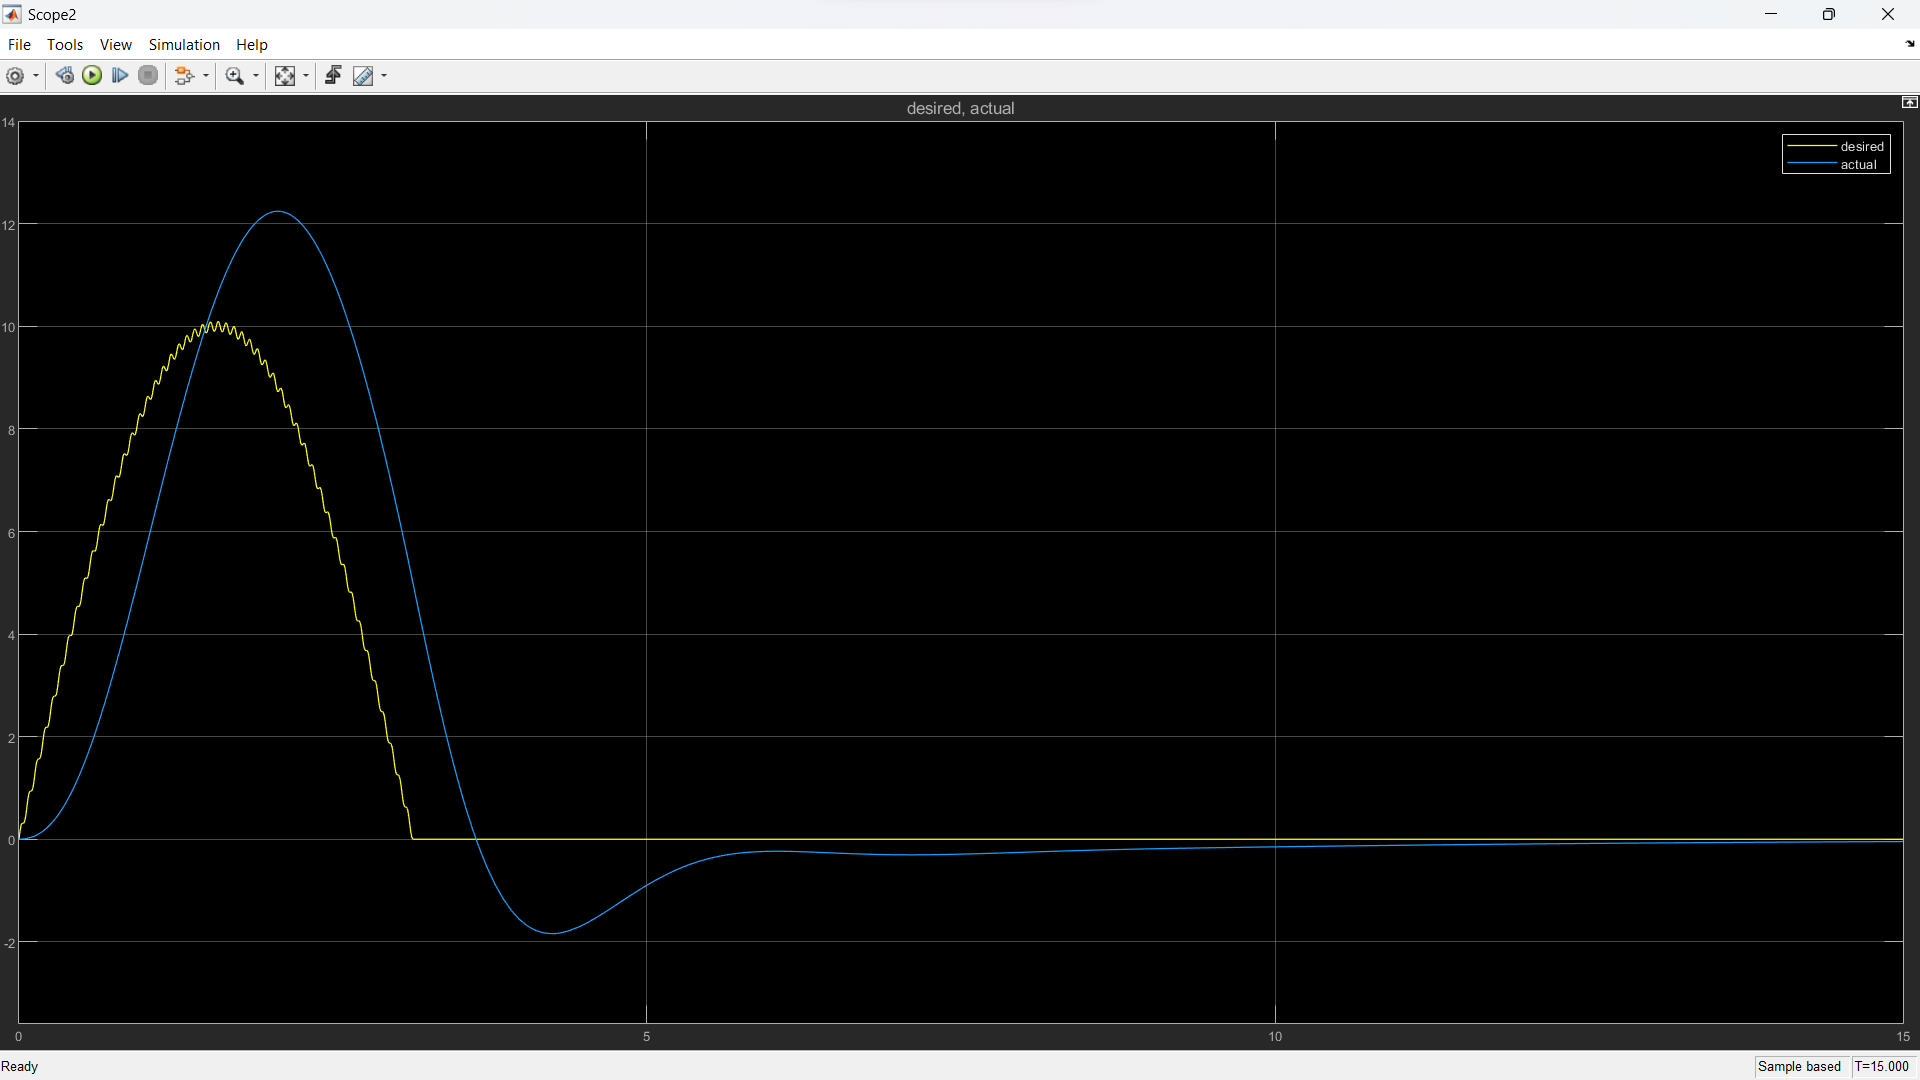 Scope2
File Tools View Simulation Help
desired, actual
14
12
10
8
6
4
2
0
-2
desired
actual
0 5 10 15
Ready
Sample based T=15.000